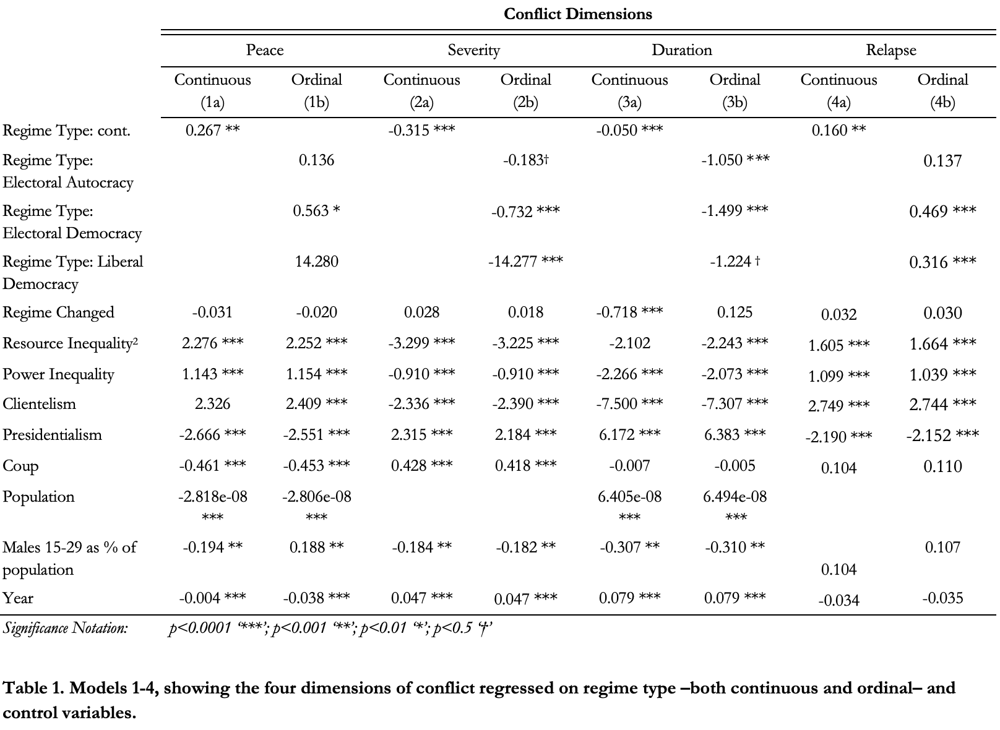 Conflict Dimensions
Peace Severity Duration Relapse
Continuous Ordinal Continuous Ordinal Continuous Ordinal Continuous Ordinal
(1a) (1b) (2a) (2b) (3a) (3b) (4a) (4b)
Regime Type: cont. 0.267 ** -0.315 *** -0.050 *** 0.160 **
Regime Type: 0.136 -0.183† -1.050 *** 0.137
Electoral Autocracy
Regime Type: 0.563 * -0.732 *** -1.499 *** 0.469 ***
Electoral Democracy
Regime Type: Liberal 14.280 -14.277 *** -1.224 † 0.316 ***
Democracy
Regime Changed -0.031 -0.020 0.028 0.018 -0.718 *** 0.125 0.032 0.030
Resource Inequality² 2.276 *** 2.252 *** -3.299 *** -3.225 *** -2.102 -2.243 *** 1.605 *** 1.664 ***
Power Inequality 1.143 *** 1.154 *** -0.910 *** -0.910 *** -2.266 *** -2.073 *** 1.099 *** 1.039 ***
Clientelism 2.326 2.409 *** -2.336 *** -2.390 *** -7.500 *** -7.307 *** 2.749 *** 2.744 ***
Presidentialism -2.666 *** -2.551 *** 2.315 *** 2.184 *** 6.172 *** 6.383 *** -2.190 *** -2.152 ***
Coup -0.461 *** -0.453 *** 0.428 *** 0.418 *** -0.007 -0.005 0.104 0.110
Population -2.818e-08 -2.806e-08 6.405e-08 6.494e-08
*** *** *** ***
Males 15-29 as % of -0.194 ** 0.188 ** -0.184 ** -0.182 ** -0.307 ** -0.310 ** 0.107
population 0.104
Year -0.004 *** -0.038 *** 0.047 *** 0.047 *** 0.079 *** 0.079 *** -0.034 -0.035
Significance Notation: p<0.0001 ‘***’; p<0.001 ‘**’; p<0.01 ‘*’; p<0.5 ‘†’
Table 1. Models 1-4, showing the four dimensions of conflict regressed on regime type –both continuous and ordinal– and
control variables.